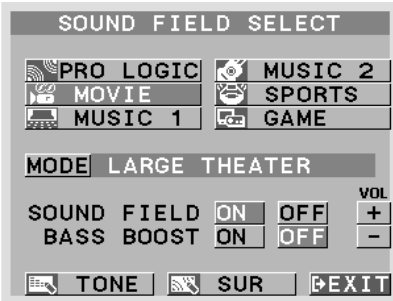 SOUND FIELD SELECT
PRO LOGIC MUSIC 2
MOVIE SPORTS
MUSIC 1 GAME
MODE LARGE THEATER
VOL
SOUND FIELD ON OFF +
BASS BOOST ON OFF -
TONE SUR EXIT